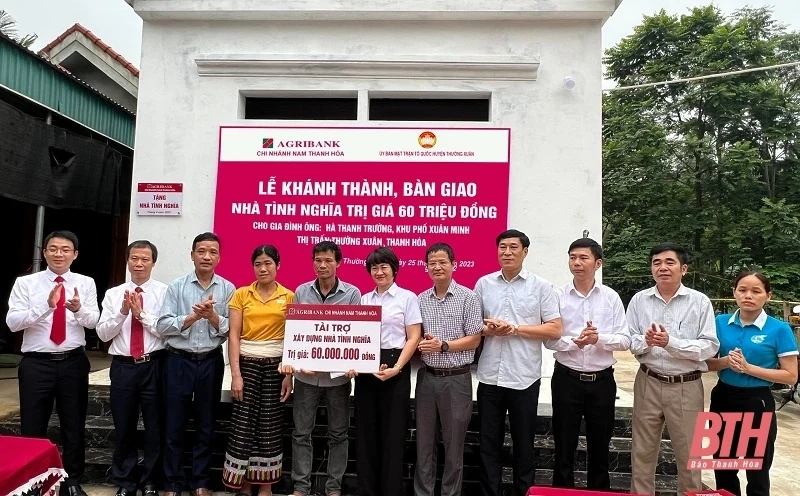 AGRIBANK
CHI NHÁNH NAM THANH HÓA
ỦY BAN MẶT TRẬN TỔ QUỐC HUYỆN THƯỜNG XUÂN
LỄ KHÁNH THÀNH, BÀN GIAO
NHÀ TÌNH NGHĨA TRỊ GIÁ 60 TRIỆU ĐỒNG
CHO GIA ĐÌNH ÔNG: HÀ THANH TRƯỜNG, KHU PHỐ XUÂN MINH
THỊ TRẤN THƯỜNG XUÂN, THANH HÓA
Thường 25 2023
AGRIBANK
TẶNG
NHÀ TÌNH NGHĨA
AGRIBANK CHI NHÁNH NAM THANH HÓA
TÀI TRỢ
XÂY DỰNG NHÀ TÌNH NGHĨA
Trị giá: 60.000.000 ĐỒNG
BTH
Báo Thanh Hóa